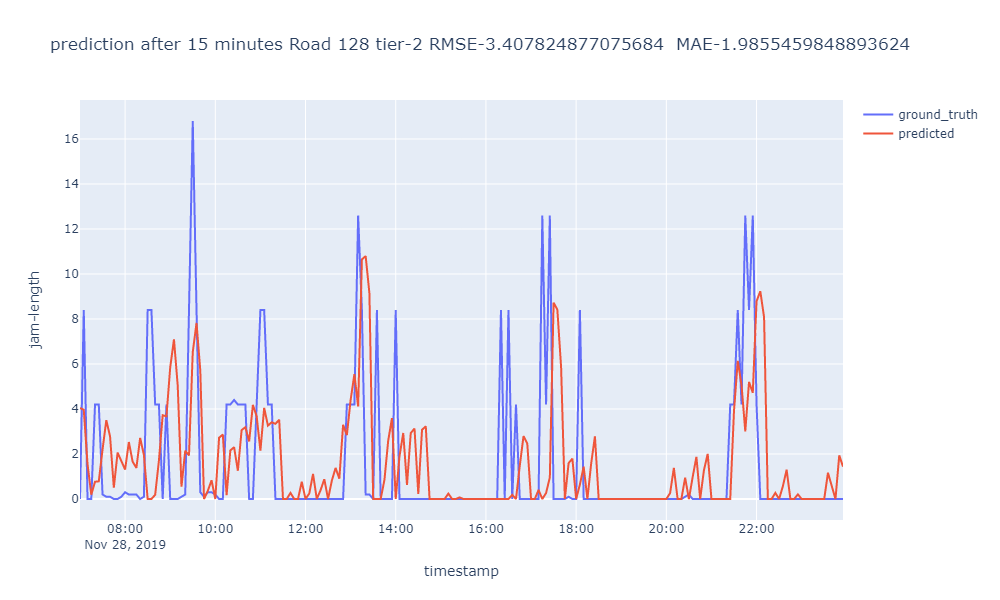 prediction after 15 minutes Road 128 tier-2 RMSE-3.407824877075684  MAE-1.9855459848893624
ground_truth
predicted
16
14
12
10
8
6
4
2
0
jam-length
08:00 10:00 12:00 14:00 16:00 18:00 20:00 22:00
Nov 28, 2019
timestamp